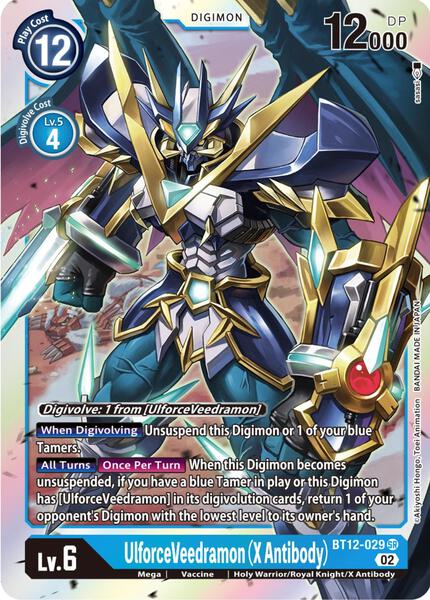 Play Cost
12
DIGIMON
12000
DP
Digivolve Cost
Lv.5
4
sasasi
Digivolve: 1 from [UlforceVeedramon]
When Digivolving Unsuspend this Digimon or 1 of your blue
Tamers.
All Turns Once Per Turn When this Digimon becomes
unsuspended, if you have a blue Tamer in play or this Digimon
has [UlforceVeedramon] in its digivolution cards, return 1 of your
opponent's Digimon with the lowest level to its owner's hand.
©Akiyoshi Hongo, Toei Animation BANDAI MADE IN JAPAN
Lv.6
UlforceVeedramon (X Antibody)
BT12-029 SR
02
Mega | Vaccine | Holy Warrior/Royal Knight/X Antibody